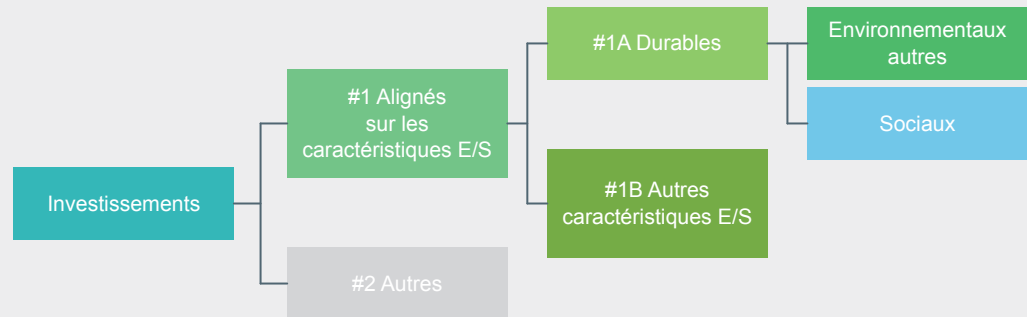 Investissements
#1 Alignés
sur les
caractéristiques E/S
#2 Autres
#1A Durables
#1B Autres
caractéristiques E/S
Environnementaux
autres
Sociaux